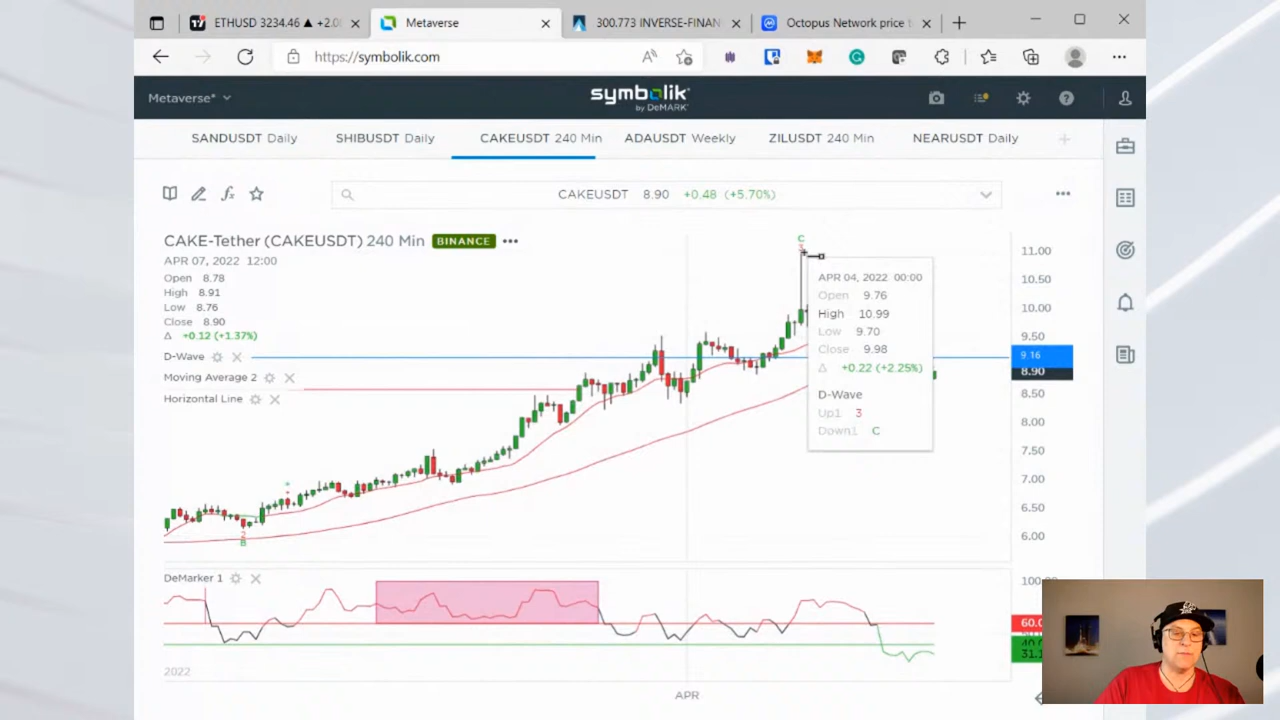 ETHUSD 3234.46 ▲ +2.0
Metaverse
300.773 INVERSE-FINAN
Octopus Network price t
https://symbolik.com
Metaverse*
symbolik
by DeMARK
SANDUSDT Daily
SHIBUSDT Daily
CAKEUSDT 240 Min
ADAUSDT Weekly
ZILUSDT 240 Min
NEARUSDT Daily
CAKEUSDT 8.90 +0.48 (+5.70%)
CAKE-Tether (CAKEUSDT) 240 Min BINANCE
APR 07, 2022 12:00
Open 8.78
High 8.91
Low 8.76
Close 8.90
Δ +0.12 (+1.37%)
D-Wave
Moving Average 2
Horizontal Line
C
3
APR 04, 2022 00:00
Open 9.76
High 10.99
Low 9.70
Close 9.98
Δ +0.22 (+2.25%)
D-Wave
Up1 3
Down1 C
2
B
11.00
10.50
10.00
9.50
9.16
8.90
8.50
8.00
7.50
7.00
6.50
6.00
DeMarker 1
100.
60.
31.1
2022
APR